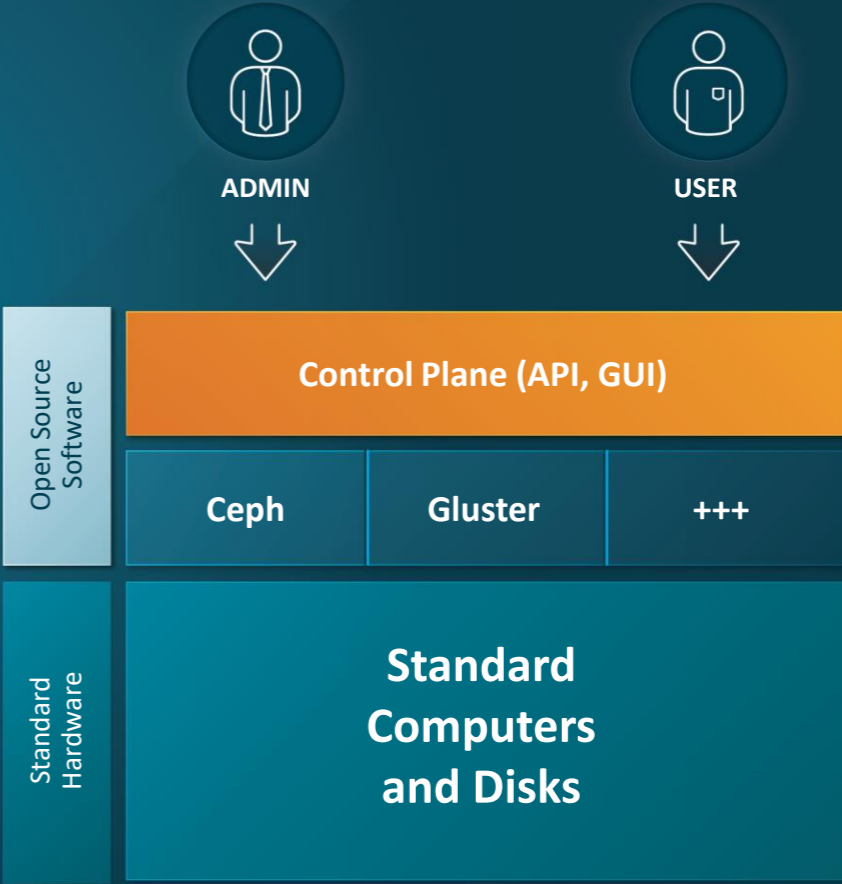 ADMIN
USER
Open Source
Software
Control Plane (API, GUI)
Ceph
Gluster
+++
Standard
Hardware
Standard
Computers
and Disks